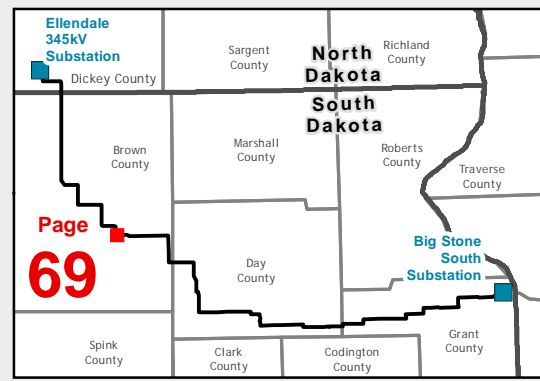 Ellendale
345kV
Substation
Dickey County
Sargent
County
North
Dakota
Richland
County
South
Dakota
Brown
County
Marshall
County
Roberts
County
Traverse
County
Page
69
Big Stone
South
Substation
Day
County
Grant
County
Spink
County
Clark
County
Codington
County